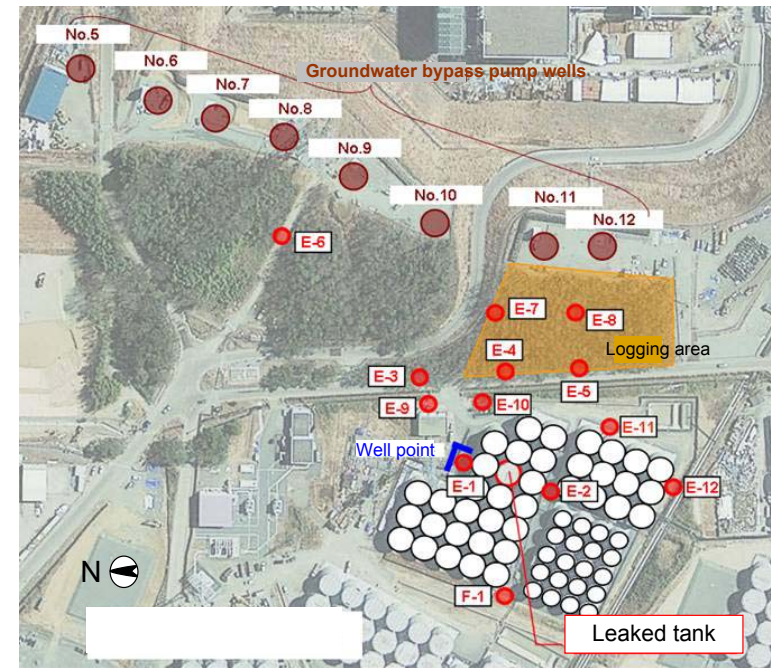 No.5
No.6
No.7
Groundwater bypass pump wells
No.8
No.9
No.10
No.11
No.12
E-6
E-7
E-8
E-4
Logging area
E-3
E-5
E-9
E-10
E-11
Well point
E-1
E-2
E-12
N
F-1
Leaked tank